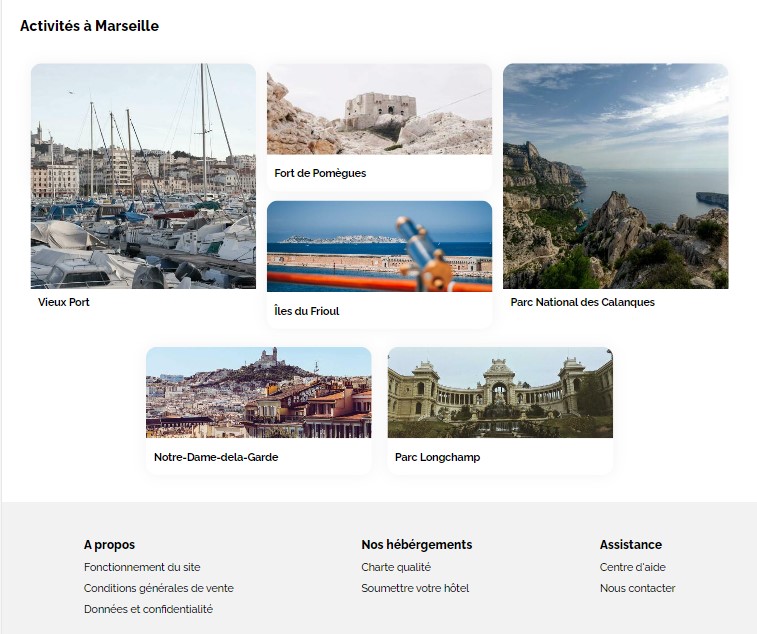 Activités à Marseille
Fort de Pomègues
Vieux Port
Îles du Frioul
Parc National des Calanques
Notre-Dame-dela-Garde
Parc Longchamp
A propos
Fonctionnement du site
Conditions générales de vente
Données et confidentialité
Nos hébérgements
Charte qualité
Soumettre votre hôtel
Assistance
Centre d'aide
Nous contacter